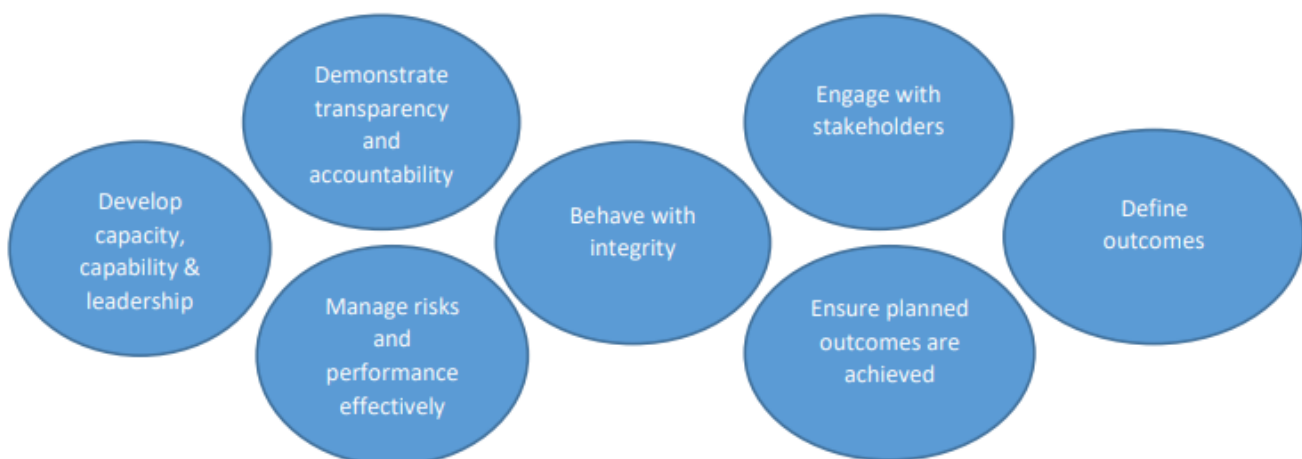 Develop
capacity,
capability &
leadership
Demonstrate
transparency
and
accountability
Manage risks
and
performance
effectively
Behave with
integrity
Engage with
stakeholders
Ensure planned
outcomes are
achieved
Define
outcomes